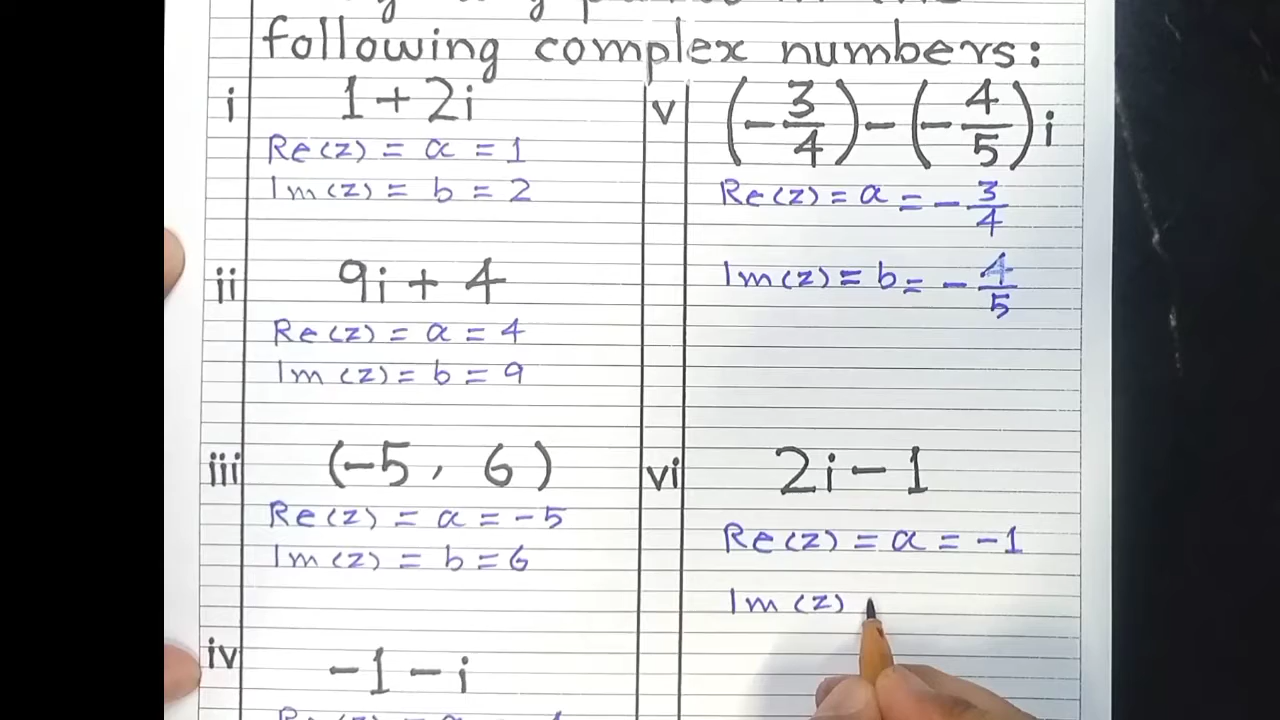 following complex numbers:
i 1 + 2i
Re(z) = a = 1
Im(z) = b = 2
ii 9i + 4
Re(z) = a = 4
Im(z) = b = 9
iii (-5, 6)
Re(z) = a = -5
Im(z) = b = 6
iv -1 - i
v (-3/4) - (-4/5)i
Re(z) = a = -3/4
Im(z) = b = -4/5
vi 2i - 1
Re(z) = a = -1
Im(z)